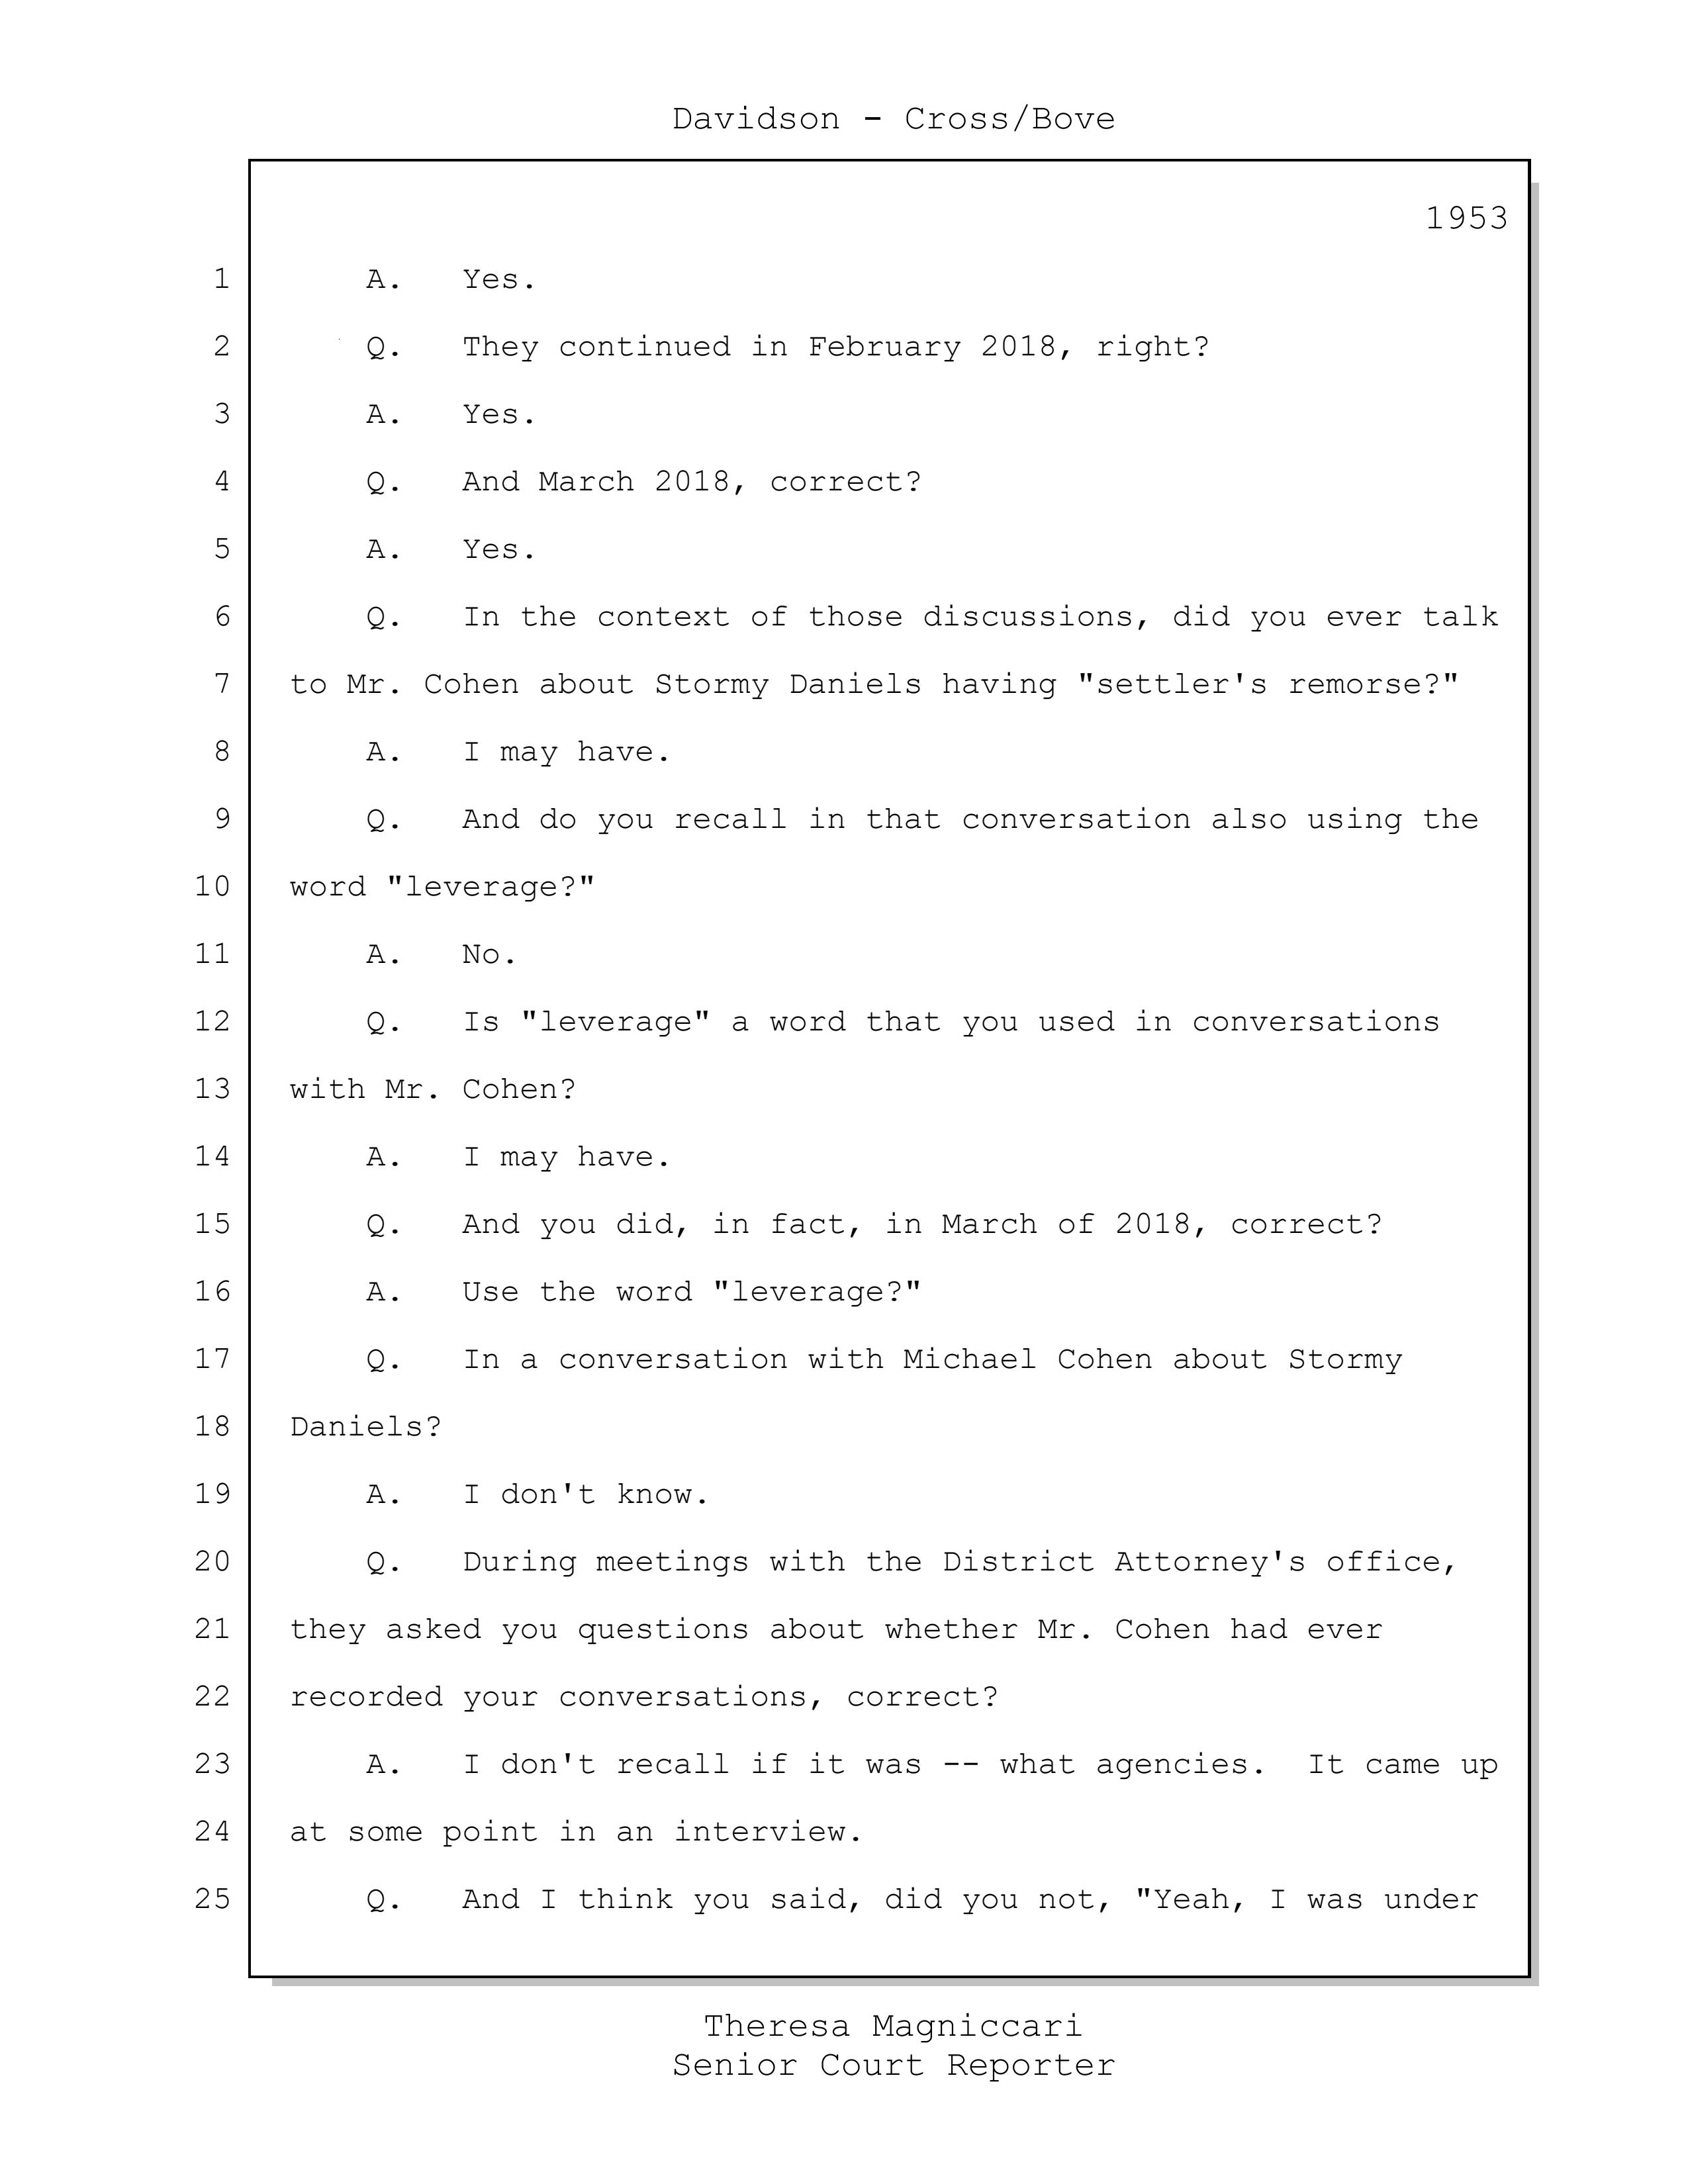 Davidson - Cross/Bove
1953
1 A. Yes.
2 Q. They continued in February 2018, right?
3 A. Yes.
4 Q. And March 2018, correct?
5 A. Yes.
6 Q. In the context of those discussions, did you ever talk
7 to Mr. Cohen about Stormy Daniels having "settler's remorse?"
8 A. I may have.
9 Q. And do you recall in that conversation also using the
10 word "leverage?"
11 A. No.
12 Q. Is "leverage" a word that you used in conversations
13 with Mr. Cohen?
14 A. I may have.
15 Q. And you did, in fact, in March of 2018, correct?
16 A. Use the word "leverage?"
17 Q. In a conversation with Michael Cohen about Stormy
18 Daniels?
19 A. I don't know.
20 Q. During meetings with the District Attorney's office,
21 they asked you questions about whether Mr. Cohen had ever
22 recorded your conversations, correct?
23 A. I don't recall if it was -- what agencies. It came up
24 at some point in an interview.
25 Q. And I think you said, did you not, "Yeah, I was under
Theresa Magniccari
Senior Court Reporter